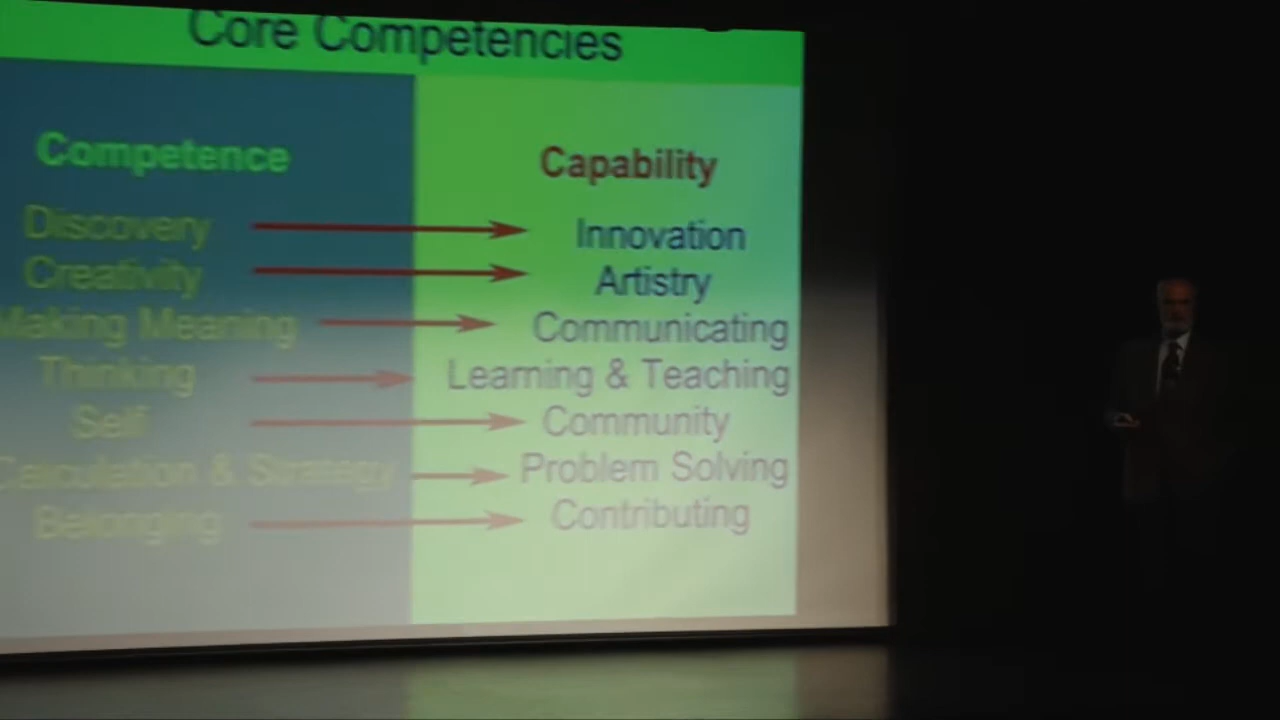 Core Competencies
Competence Capability
Discovery Innovation
Creativity Artistry
Making Meaning Communicating
Thinking Learning & Teaching
Self Community
Calculation & Strategy Problem Solving
Belonging Contributing